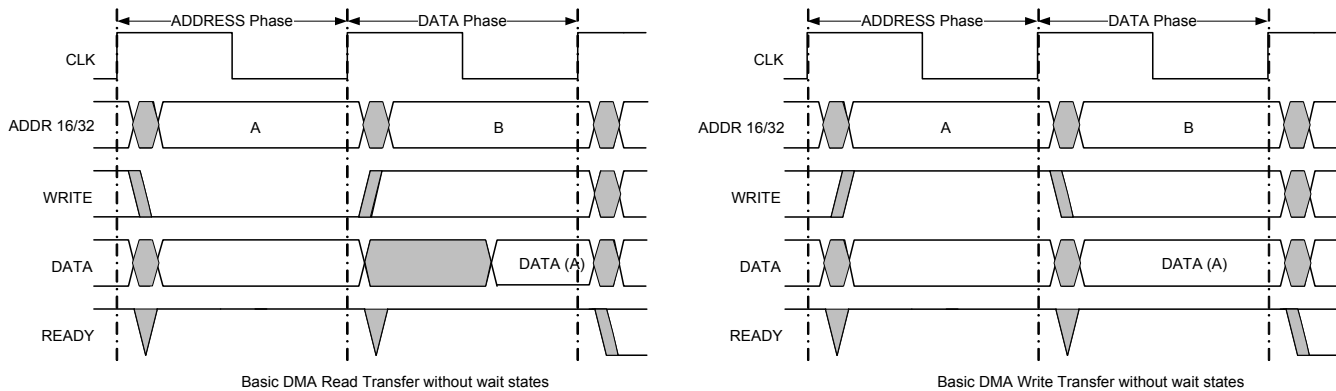 ADDRESS Phase DATA Phase
CLK
ADDR 16/32 A B
WRITE
DATA DATA (A)
READY
Basic DMA Read Transfer without wait states
ADDRESS Phase DATA Phase
CLK
ADDR 16/32 A B
WRITE
DATA DATA (A)
READY
Basic DMA Write Transfer without wait states